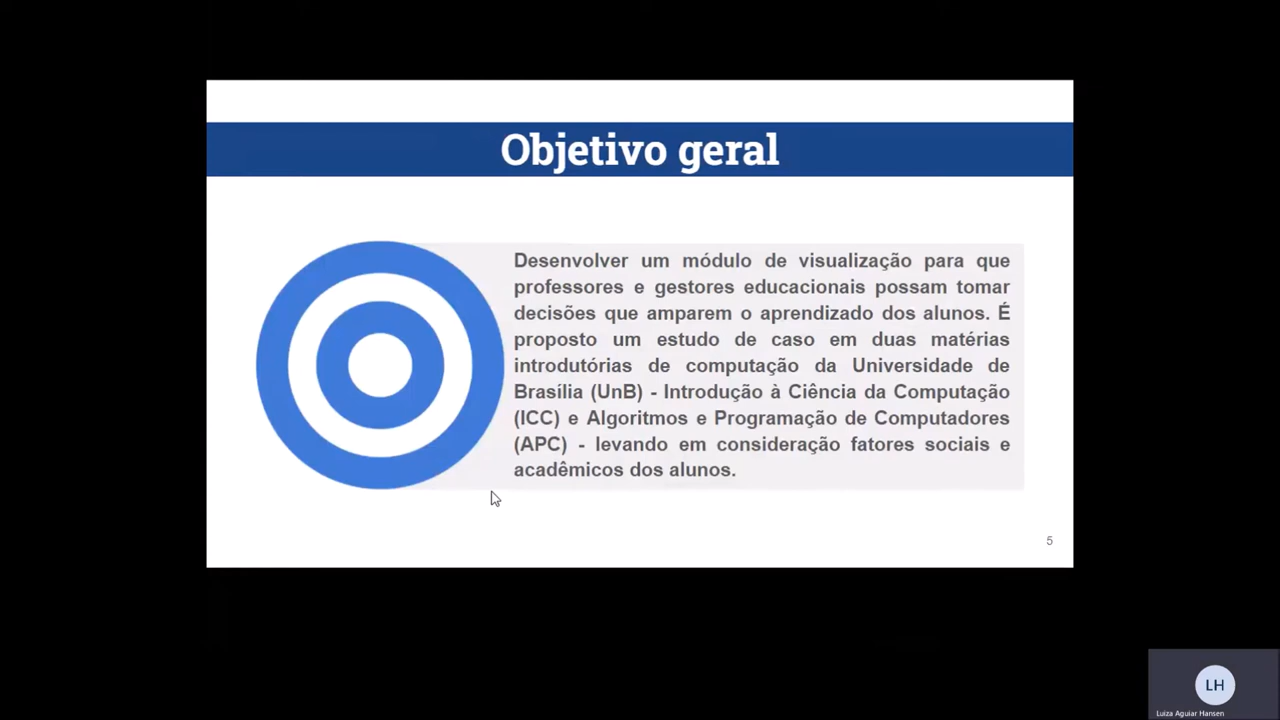 Objetivo geral
Desenvolver um módulo de visualização para que
professores e gestores educacionais possam tomar
decisões que amparem o aprendizado dos alunos. É
proposto um estudo de caso em duas matérias
introdutórias de computação da Universidade de
Brasília (UnB) - Introdução à Ciência da Computação
(ICC) e Algoritmos e Programação de Computadores
(APC) - levando em consideração fatores sociais e
acadêmicos dos alunos.
5
LH
Luiza Aguiar Hansen